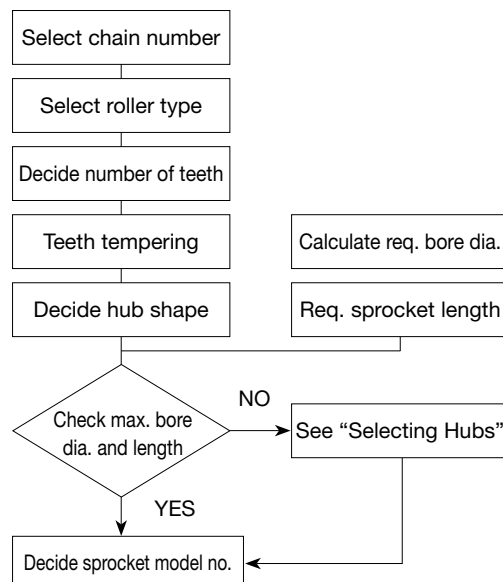 Select chain number
Select roller type
Decide number of teeth
Teeth tempering
Calculate req. bore dia.
Decide hub shape
Req. sprocket length
Check max. bore
dia. and length
NO
See “Selecting Hubs”
YES
Decide sprocket model no.